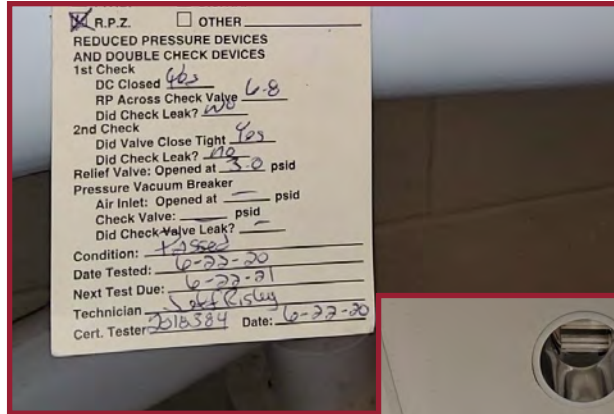 R.P.Z. OTHER
REDUCED PRESSURE DEVICES
AND DOUBLE CHECK DEVICES
1st Check
DC Closed yes
RP Across Check Valve 6.8
Did Check Leak? No
2nd Check
Did Valve Close Tight Yes
Did Check Leak? no
Relief Valve: Opened at 3.0 psid
Pressure Vacuum Breaker
Air Inlet: Opened at — psid
Check Valve: — psid
Did Check Valve Leak? —
Condition: Passed
Date Tested: 6-22-20
Next Test Due: 6-22-21
Technician Risley
Cert. Tester 2018384 Date: 6-22-20